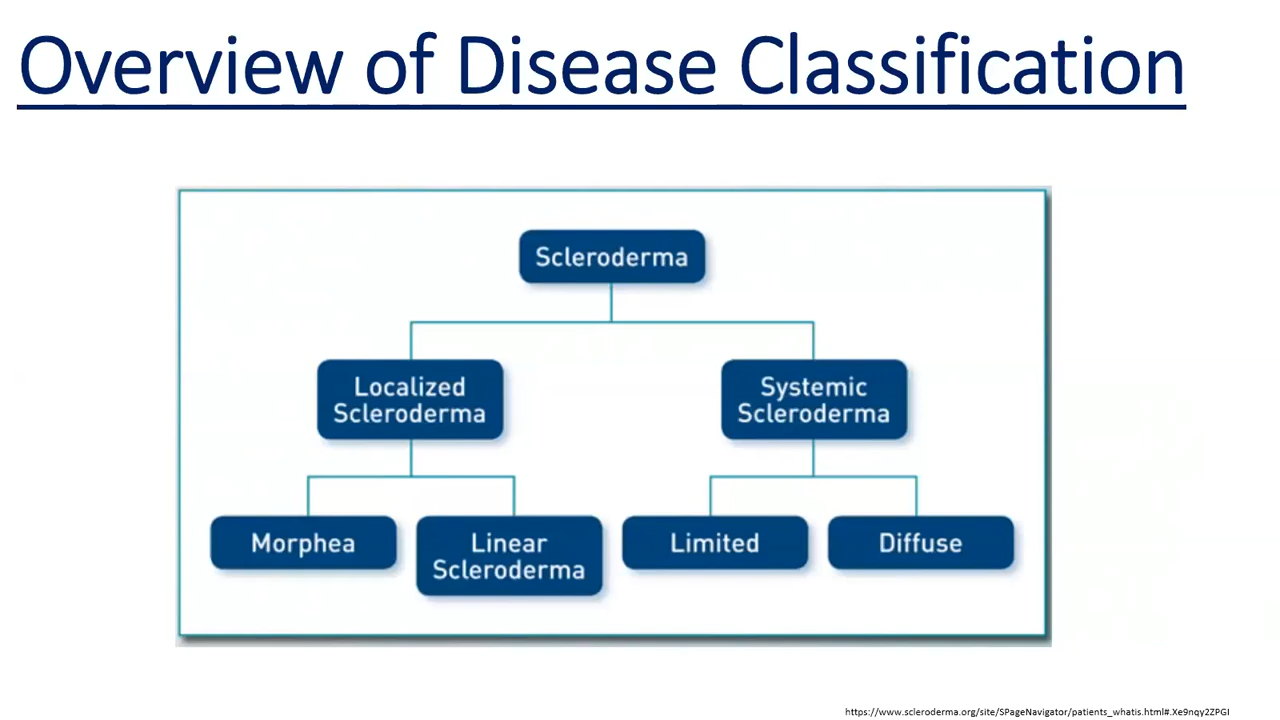 Overview of Disease Classification
Scleroderma
Localized
Scleroderma
Systemic
Scleroderma
Morphea
Linear
Scleroderma
Limited
Diffuse
https://www.scleroderma.org/site/SPageNavigator/patients_whatis.html#.Xe9nqy2ZPGI